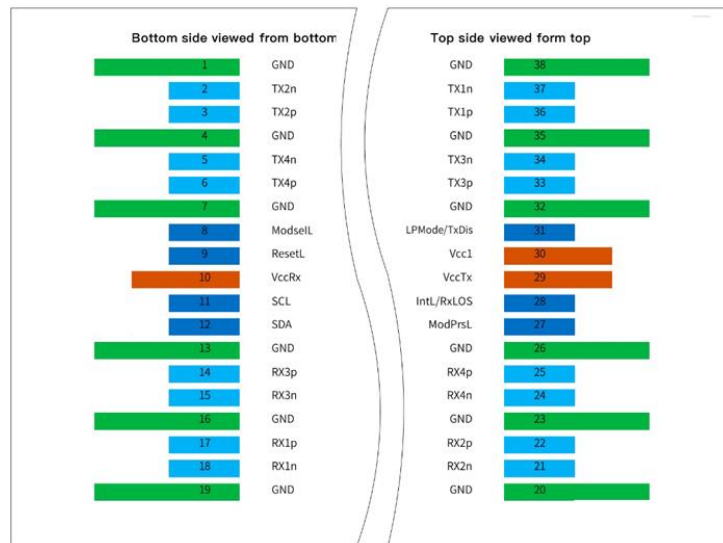 Bottom side viewed from bottom
1 GND
2 TX2n
3 TX2p
4 GND
5 TX4n
6 TX4p
7 GND
8 ModselL
9 ResetL
10 VccRx
11 SCL
12 SDA
13 GND
14 RX3p
15 RX3n
16 GND
17 RX1p
18 RX1n
19 GND
Top side viewed form top
GND 38
TX1n 37
TX1p 36
GND 35
TX3n 34
TX3p 33
GND 32
LPMode/TxDis 31
Vcc1 30
VccTx 29
IntL/RxLOS 28
ModPrsL 27
GND 26
RX4p 25
RX4n 24
GND 23
RX2p 22
RX2n 21
GND 20